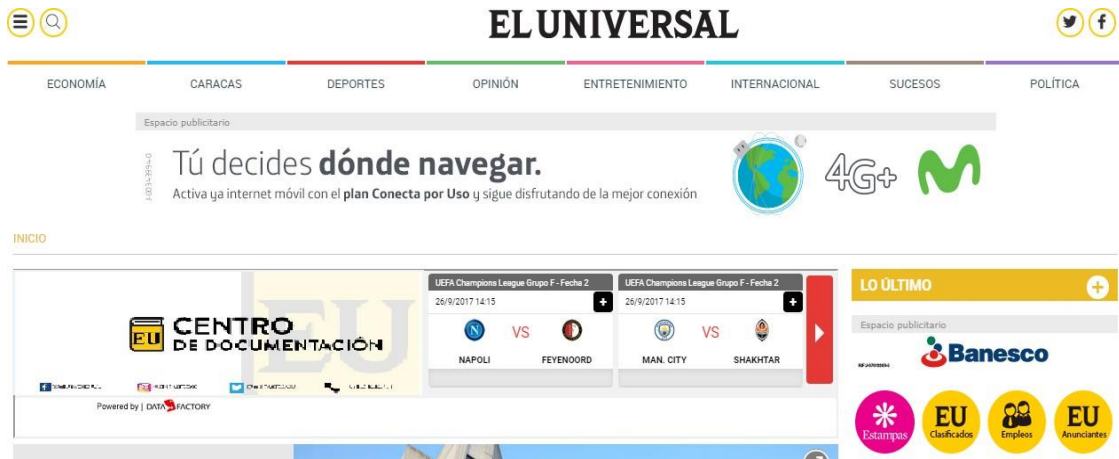 EL UNIVERSAL
ECONOMÍA CARACAS DEPORTES OPINIÓN ENTRETENIMIENTO INTERNACIONAL SUCESOS POLÍTICA
Espacio publicitario
Tú decides dónde navegar.
Activa ya internet móvil con el plan Conecta por Uso y sigue disfrutando de la mejor conexión
4G+
INICIO
EU CENTRO
DE DOCUMENTACIÓN
Powered by | DATA FACTORY
UEFA Champions League Grupo F - Fecha 2
26/9/2017 14:15
VS
NAPOLI FEYENOORD
UEFA Champions League Grupo F - Fecha 2
26/9/2017 14:15
VS
MAN. CITY SHAKHTAR
LO ÚLTIMO
Espacio publicitario
Banesco
Estampas
EU
Clasificados
Empleos
EU
Anunciantes